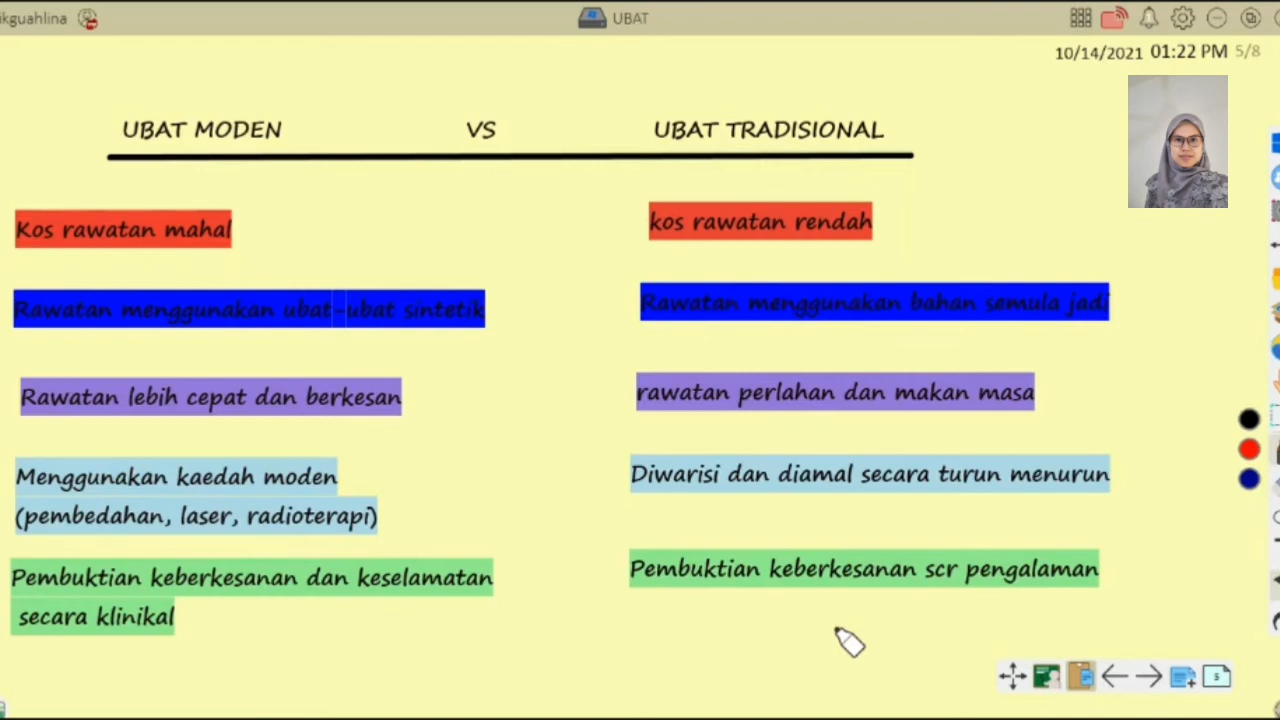 ikguahlina
UBAT
10/14/2021 01:22 PM 5/8
UBAT MODEN VS UBAT TRADISIONAL
Kos rawatan mahal
kos rawatan rendah
Rawatan menggunakan ubat-ubat sintetik
Rawatan menggunakan bahan semula jadi
Rawatan lebih cepat dan berkesan
rawatan perlahan dan makan masa
Menggunakan kaedah moden
(pembedahan, laser, radioterapi)
Diwarisi dan diamal secara turun menurun
Pembuktian keberkesanan dan keselamatan
secara klinikal
Pembuktian keberkesanan scr pengalaman
5